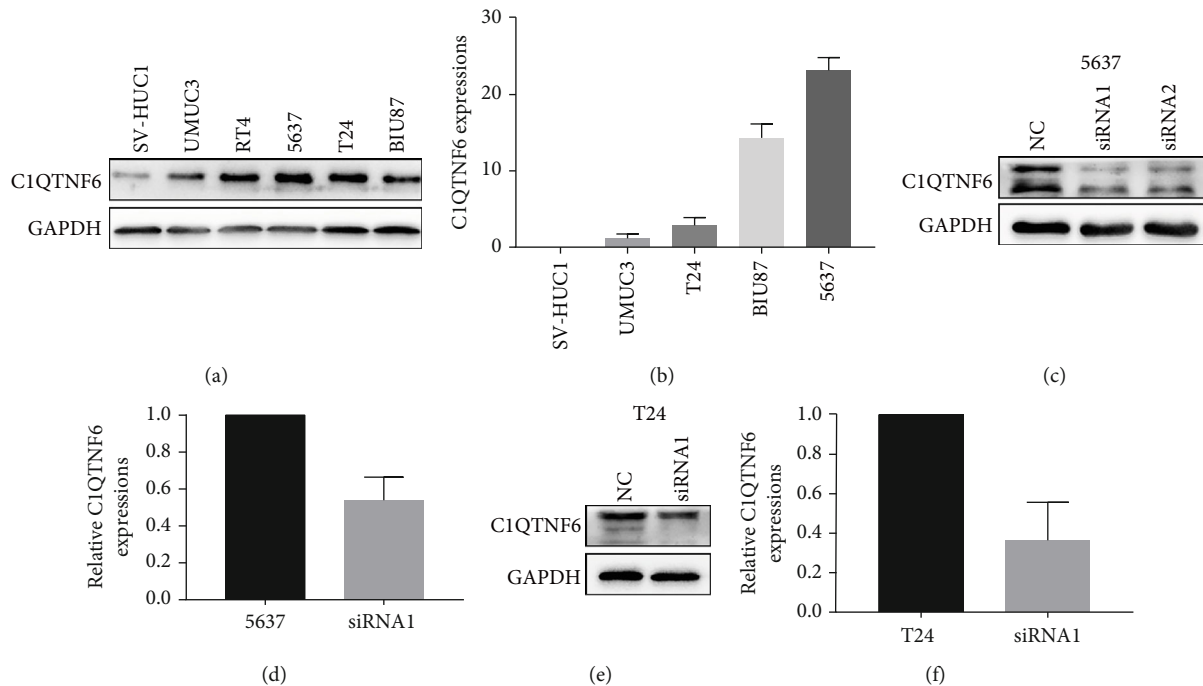 SV-HUC1
UMUC3
RT4
5637
T24
BIU87
C1QTNF6
GAPDH
(a)
C1QTNF6 expressions
30
20
10
0
SV-HUC1
UMUC3
T24
BIU87
5637
(b)
5637
NC
siRNA1
siRNA2
C1QTNF6
GAPDH
(c)
Relative C1QTNF6
expressions
1.0
0.8
0.6
0.4
0.2
0.0
5637
siRNA1
(d)
T24
NC
siRNA1
C1QTNF6
GAPDH
(e)
Relative C1QTNF6
expressions
1.0
0.8
0.6
0.4
0.2
0.0
T24
siRNA1
(f)